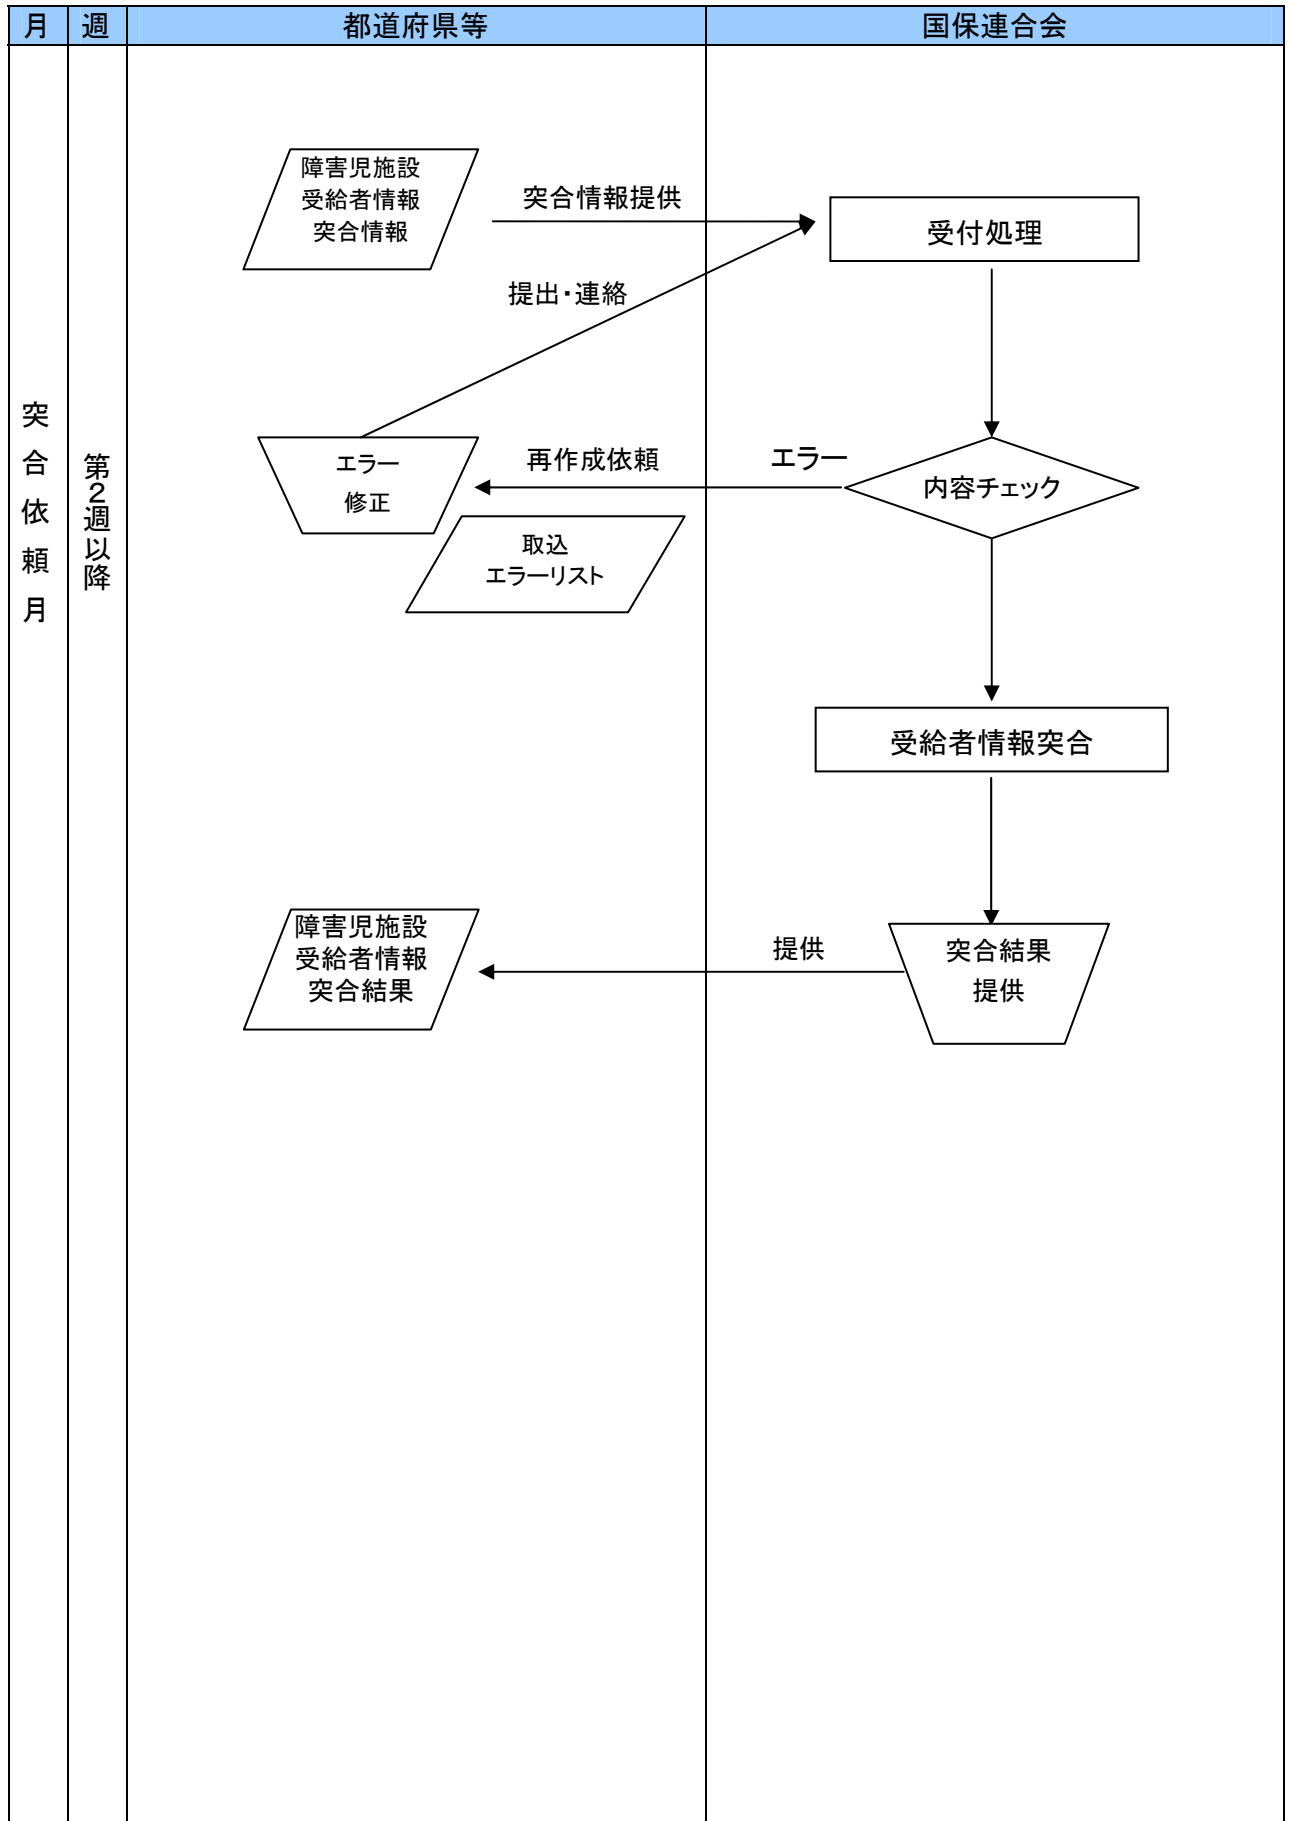 月 週 都道府県等 国保連合会
障害児施設
受給者情報
突合情報
突合情報提供
受付処理
提出・連絡
突合依頼月
第2週以降
エラー
修正
再作成依頼
エラー
内容チェック
取込
エラーリスト
受給者情報突合
障害児施設
受給者情報
突合結果
提供
突合結果
提供